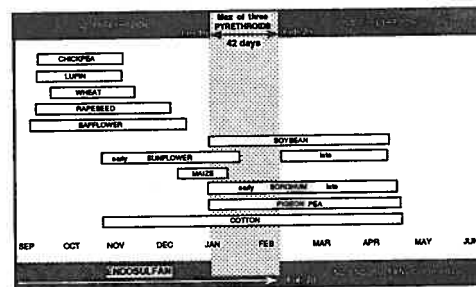 Max of three
PYRETHROIDS
42 days
CHICKPEA
LUPIN
WHEAT
RAPESEED
SAFFLOWER
SOYBEAN
early SUNFLOWER late
MAIZE
early SORGHUM late
PIGEON PEA
COTTON
SEP OCT NOV DEC JAN FEB MAR APR MAY JUN
ENDOSULFAN